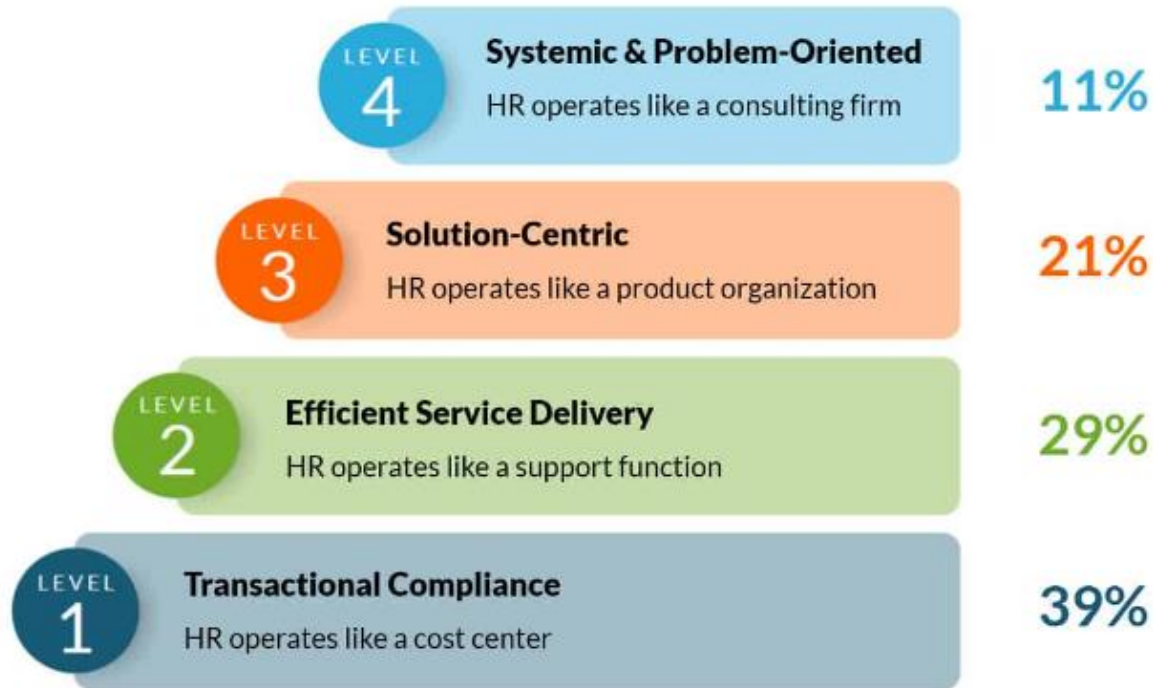 LEVEL
4
Systemic & Problem-Oriented
HR operates like a consulting firm
11%
LEVEL
3
Solution-Centric
HR operates like a product organization
21%
LEVEL
2
Efficient Service Delivery
HR operates like a support function
29%
LEVEL
1
Transactional Compliance
HR operates like a cost center
39%